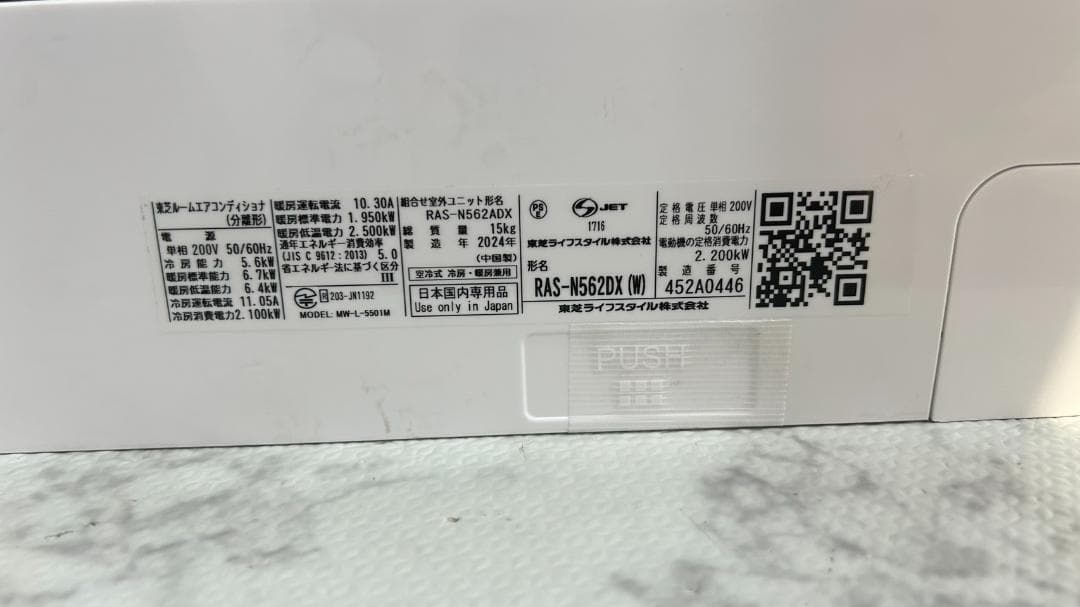 東芝ルームエアコンディショナ
(分離形)
電 源
単相 200V 50/60Hz
冷房能力 5.6kW
暖房標準能力 6.7kW
暖房低温能力 6.4kW
冷房運転電流 11.05A
冷房消費電力2.100kW
暖房運転電流 10.30A
暖房標準電力 1.950kW
暖房低温電力 2.500kW
通年エネルギー消費効率
(JIS C 9612:2013) 5.0
省エネルギー法に基づく区分
III
R 203-JN1192
MODEL: MW-L-5501M
組合せ室外ユニット形名
RAS-N562ADX
総質量 15kg
製造年 2024年
(中国製)
空冷式 冷房・暖房兼用
日本国内専用品
Use only in Japan
PS
E
JET
1716
東芝ライフスタイル株式会社
形名
RAS-N562DX(W)
東芝ライフスタイル株式会社
定格電圧 単相 200V
定格周波数
50/60Hz
電動機の定格消費電力
2.200kW
製造番号
452A0446
PUSH